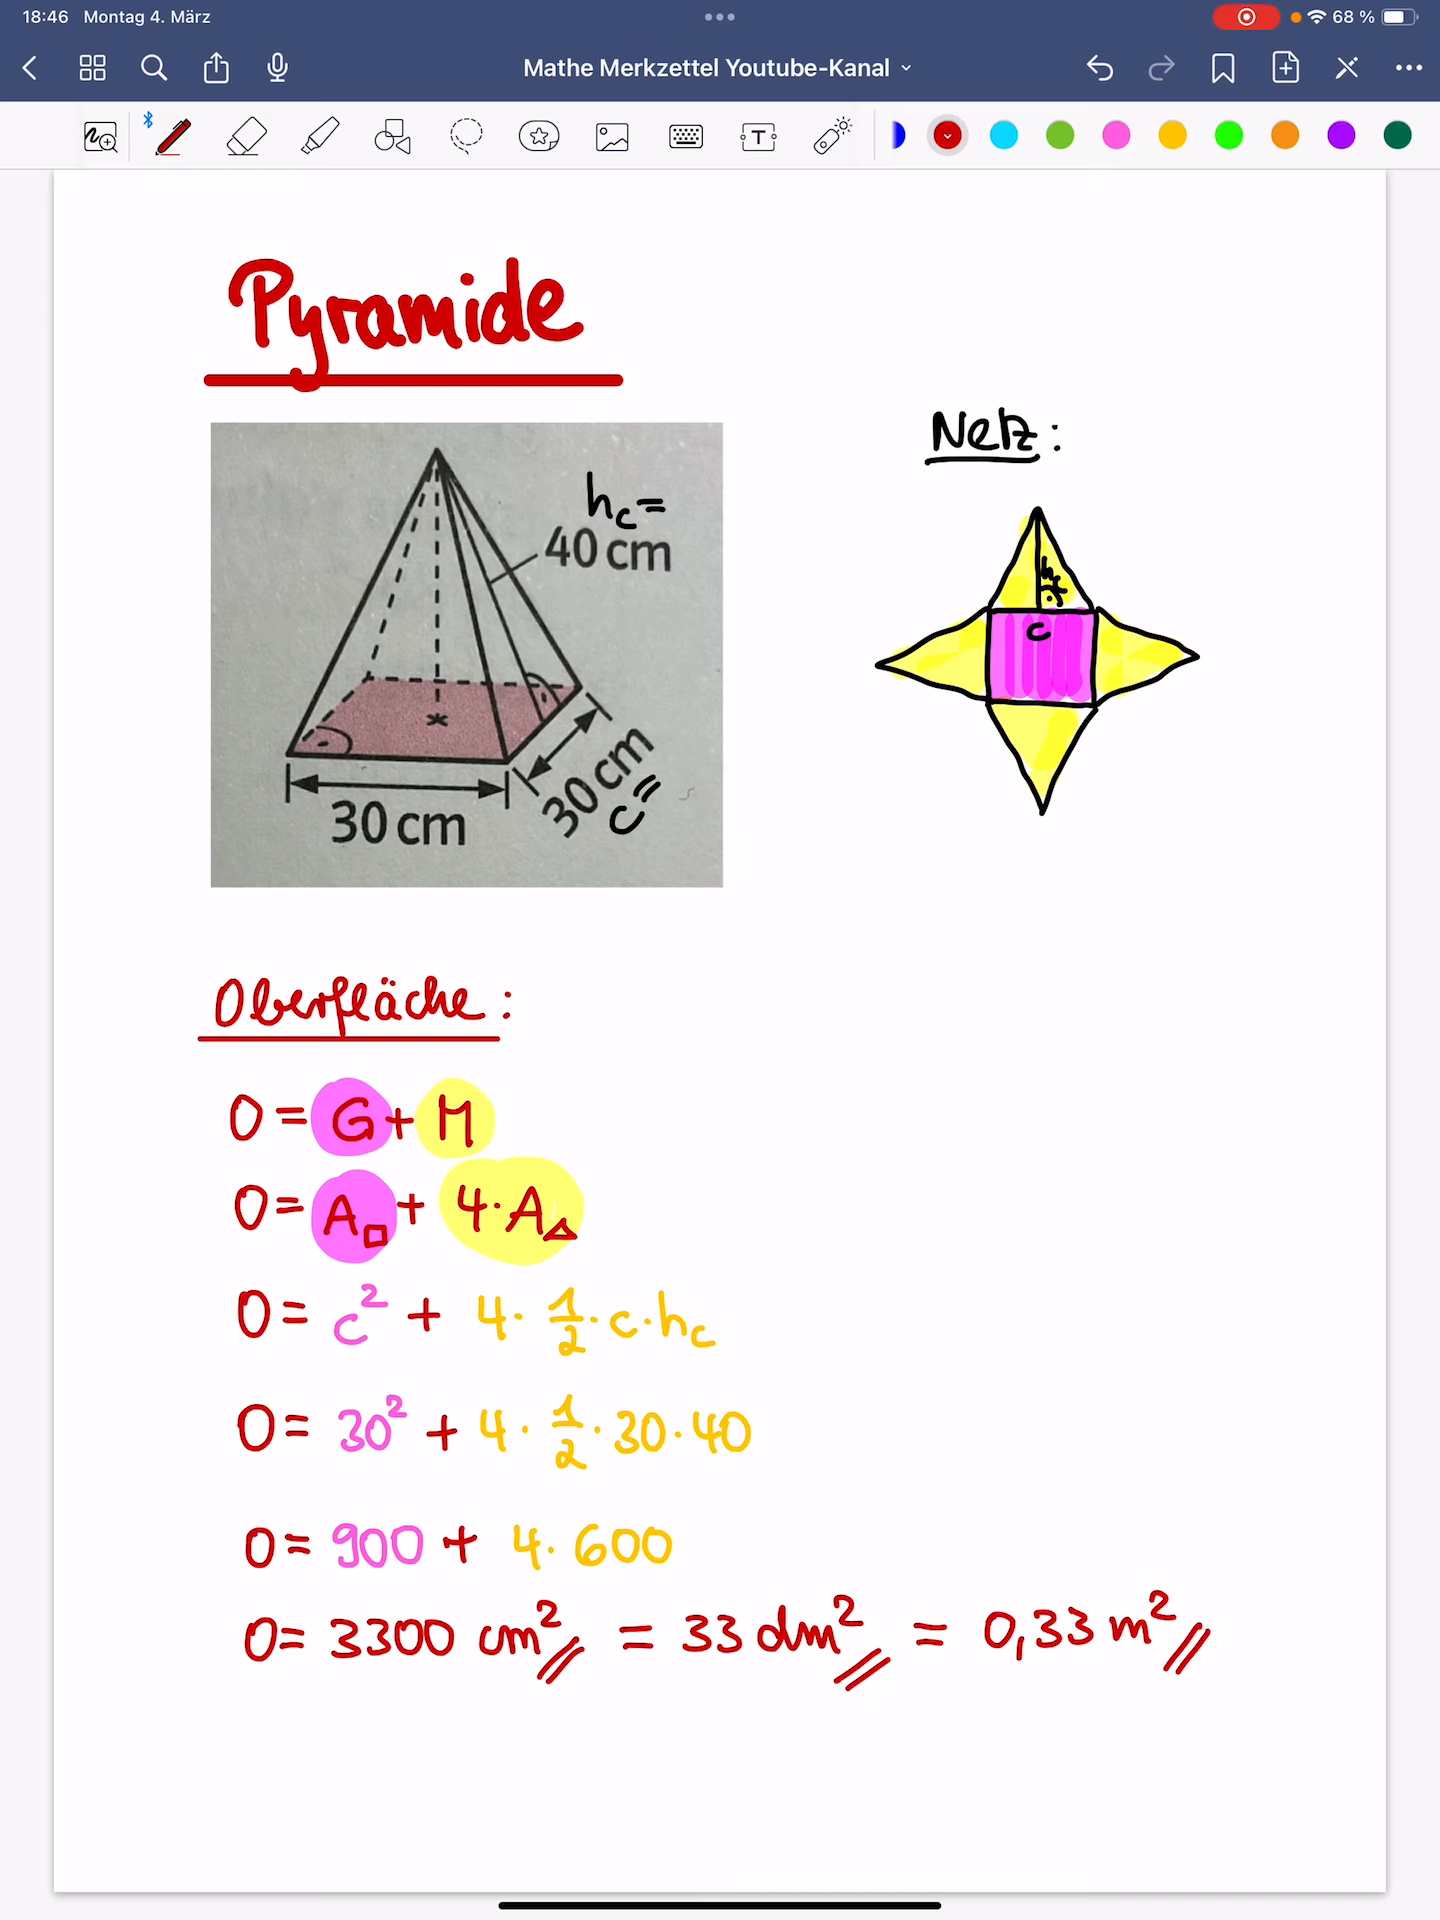 18:46 Montag 4. März 68 %
Mathe Merkzettel Youtube-Kanal
T
Pyramide
Netz:
h_c =
40 cm
h_c
c
30 cm
c =
30 cm
Oberfläche:
O = G + M
O = A□ + 4·A△
O = c² + 4·½·c·h_c
O = 30² + 4·½·30·40
O = 900 + 4·600
O = 3300 cm² = 33 dm² = 0,33 m²